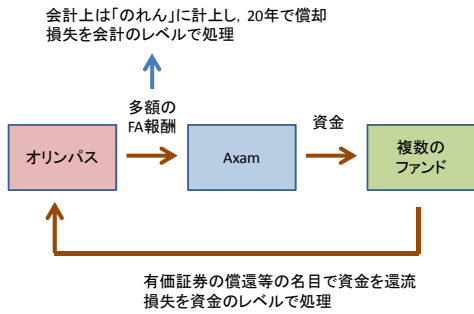 会計上は「のれん」に計上し，20年で償却
損失を会計のレベルで処理
多額の
FA報酬
資金
オリンパス
Axam
複数の
ファンド
有価証券の償還等の名目で資金を還流
損失を資金のレベルで処理